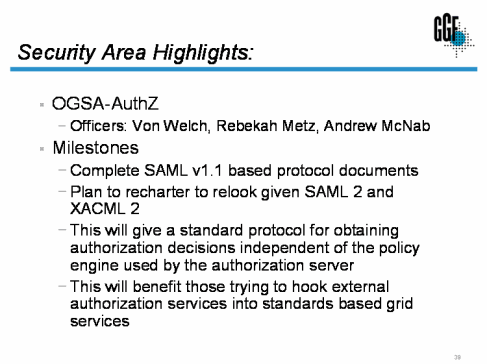 GGF
Security Area Highlights:
OGSA-AuthZ
– Officers: Von Welch, Rebekah Metz, Andrew McNab
Milestones
– Complete SAML v1.1 based protocol documents
– Plan to recharter to relook given SAML 2 and
XACML 2
– This will give a standard protocol for obtaining
authorization decisions independent of the policy
engine used by the authorization server
– This will benefit those trying to hook external
authorization services into standards based grid
services